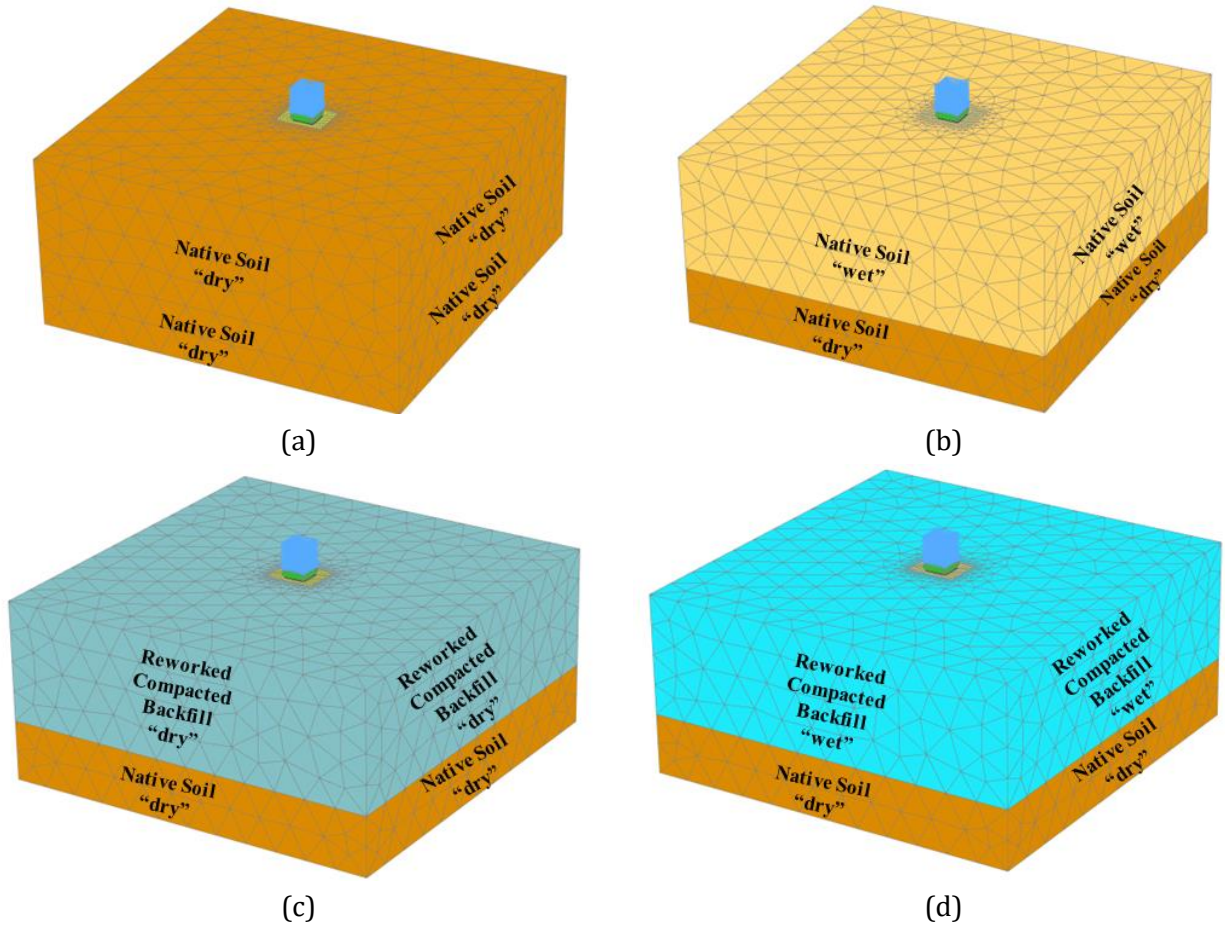 Native Soil
“dry”
Native Soil
“dry”
Native Soil
“dry”
Native Soil
“dry”
(a)
Native Soil
“wet”
Native Soil
“dry”
Native Soil
“wet”
Native Soil
“dry”
(b)
Reworked
Compacted
Backfill
“dry”
Native Soil
“dry”
Reworked
Compacted
Backfill
“dry”
Native Soil
“dry”
(c)
Reworked
Compacted
Backfill
“wet”
Native Soil
“dry”
Reworked
Compacted
Backfill
“wet”
Native Soil
“dry”
(d)